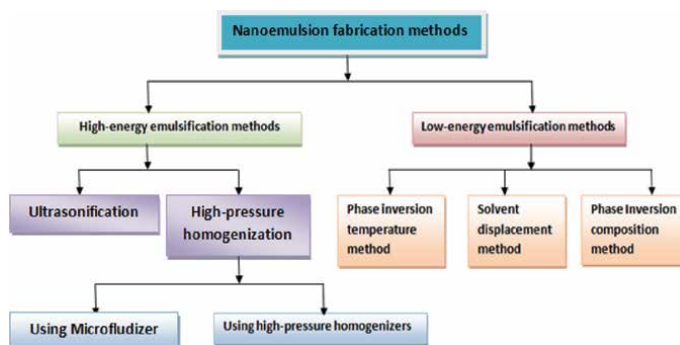 Nanoemulsion fabrication methods
High-energy emulsification methods
Low-energy emulsification methods
Ultrasonification
High-pressure
homogenization
Phase inversion
temperature
method
Solvent
displacement
method
Phase Inversion
composition
method
Using Microfludizer
Using high-pressure homogenizers